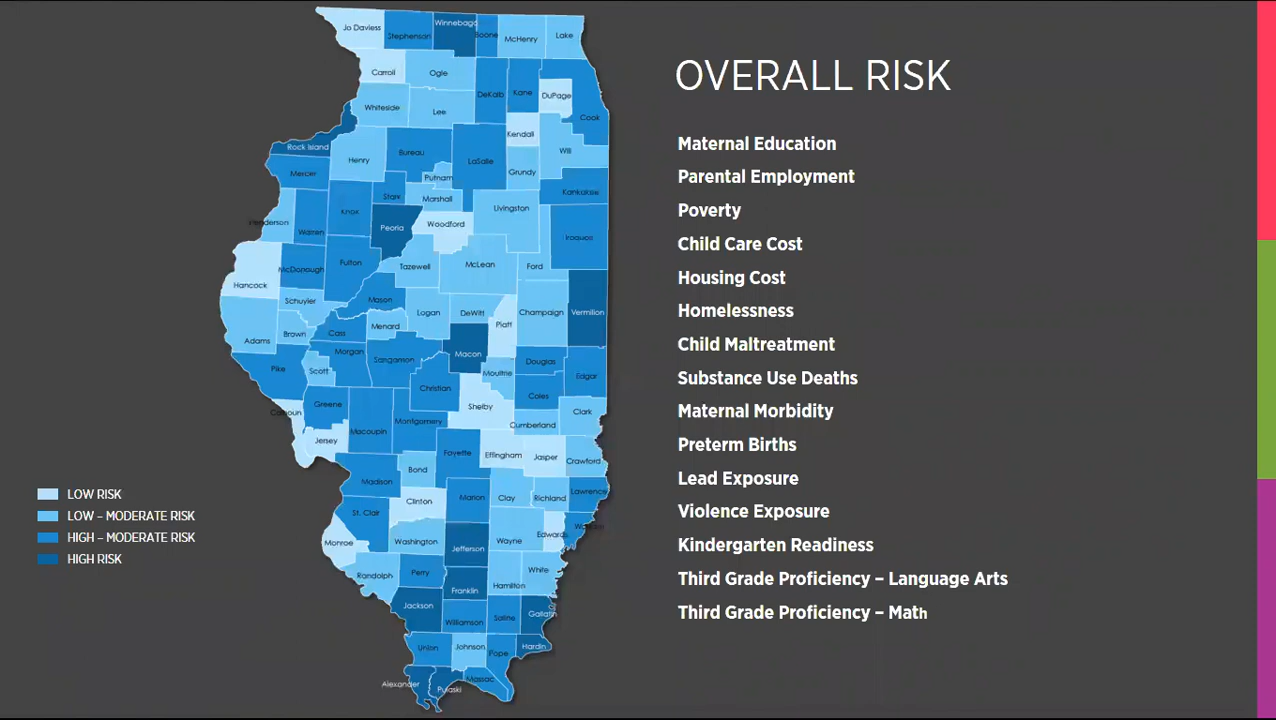 OVERALL RISK
Maternal Education
Parental Employment
Poverty
Child Care Cost
Housing Cost
Homelessness
Child Maltreatment
Substance Use Deaths
Maternal Morbidity
Preterm Births
Lead Exposure
Violence Exposure
Kindergarten Readiness
Third Grade Proficiency – Language Arts
Third Grade Proficiency – Math
LOW RISK
LOW – MODERATE RISK
HIGH – MODERATE RISK
HIGH RISK
Jo Daviess
Stephenson
Winnebago
Boone
McHenry
Lake
Carroll
Ogle
DeKalb
Kane
DuPage
Cook
Whiteside
Lee
Kendall
Rock Island
Henry
Bureau
LaSalle
Will
Grundy
Mercer
Putnam
Kankakee
Stark
Marshall
Henderson
Warren
Knox
Peoria
Woodford
Livingston
Iroquois
Hancock
McDonough
Fulton
Tazewell
McLean
Ford
Schuyler
Mason
Logan
DeWitt
Piatt
Champaign
Vermilion
Adams
Brown
Cass
Menard
Macon
Pike
Scott
Morgan
Sangamon
Christian
Moultrie
Douglas
Edgar
Coles
Calhoun
Greene
Macoupin
Montgomery
Shelby
Cumberland
Clark
Jersey
Fayette
Effingham
Jasper
Crawford
Madison
Bond
Clinton
Marion
Clay
Richland
Lawrence
St. Clair
Monroe
Washington
Jefferson
Wayne
Edwards
Randolph
Perry
Franklin
Hamilton
White
Jackson
Williamson
Saline
Gallatin
Union
Johnson
Pope
Hardin
Alexander
Pulaski
Massac